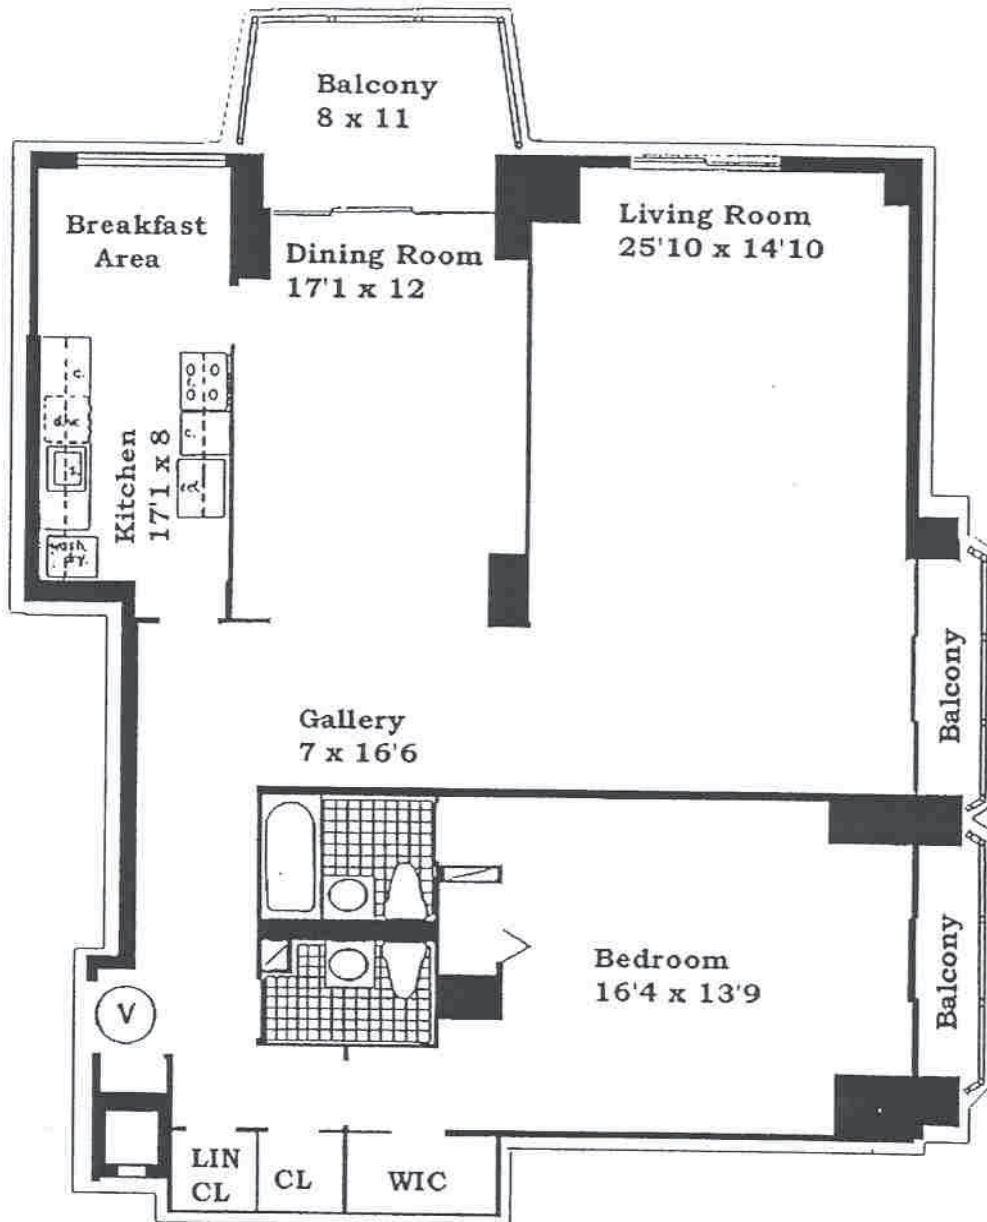 Balcony
8 x 11
Breakfast
Area
Dining Room
17'1 x 12
Living Room
25'10 x 14'10
Kitchen
17'1 x 8
Gallery
7 x 16'6
Balcony
Bedroom
16'4 x 13'9
Balcony
V
LIN
CL
CL
WIC